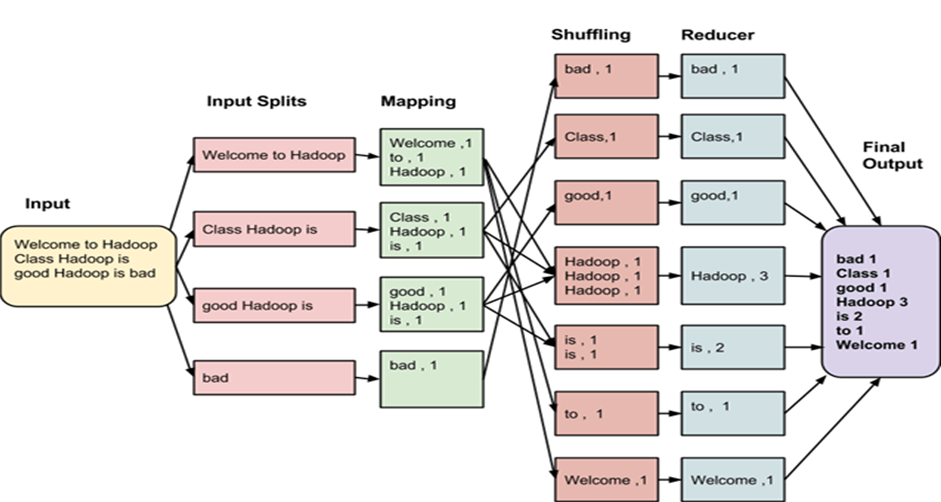 Input
Welcome to Hadoop
Class Hadoop is
good Hadoop is bad
Input Splits
Welcome to Hadoop
Class Hadoop is
good Hadoop is
bad
Mapping
Welcome ,1
to , 1
Hadoop , 1
Class , 1
Hadoop , 1
is , 1
good , 1
Hadoop , 1
is , 1
bad , 1
Shuffling
bad , 1
Class,1
good,1
Hadoop , 1
Hadoop , 1
Hadoop , 1
is , 1
is , 1
to , 1
Welcome ,1
Reducer
bad , 1
Class,1
good,1
Hadoop , 3
is , 2
to , 1
Welcome ,1
Final
Output
bad 1
Class 1
good 1
Hadoop 3
is 2
to 1
Welcome 1